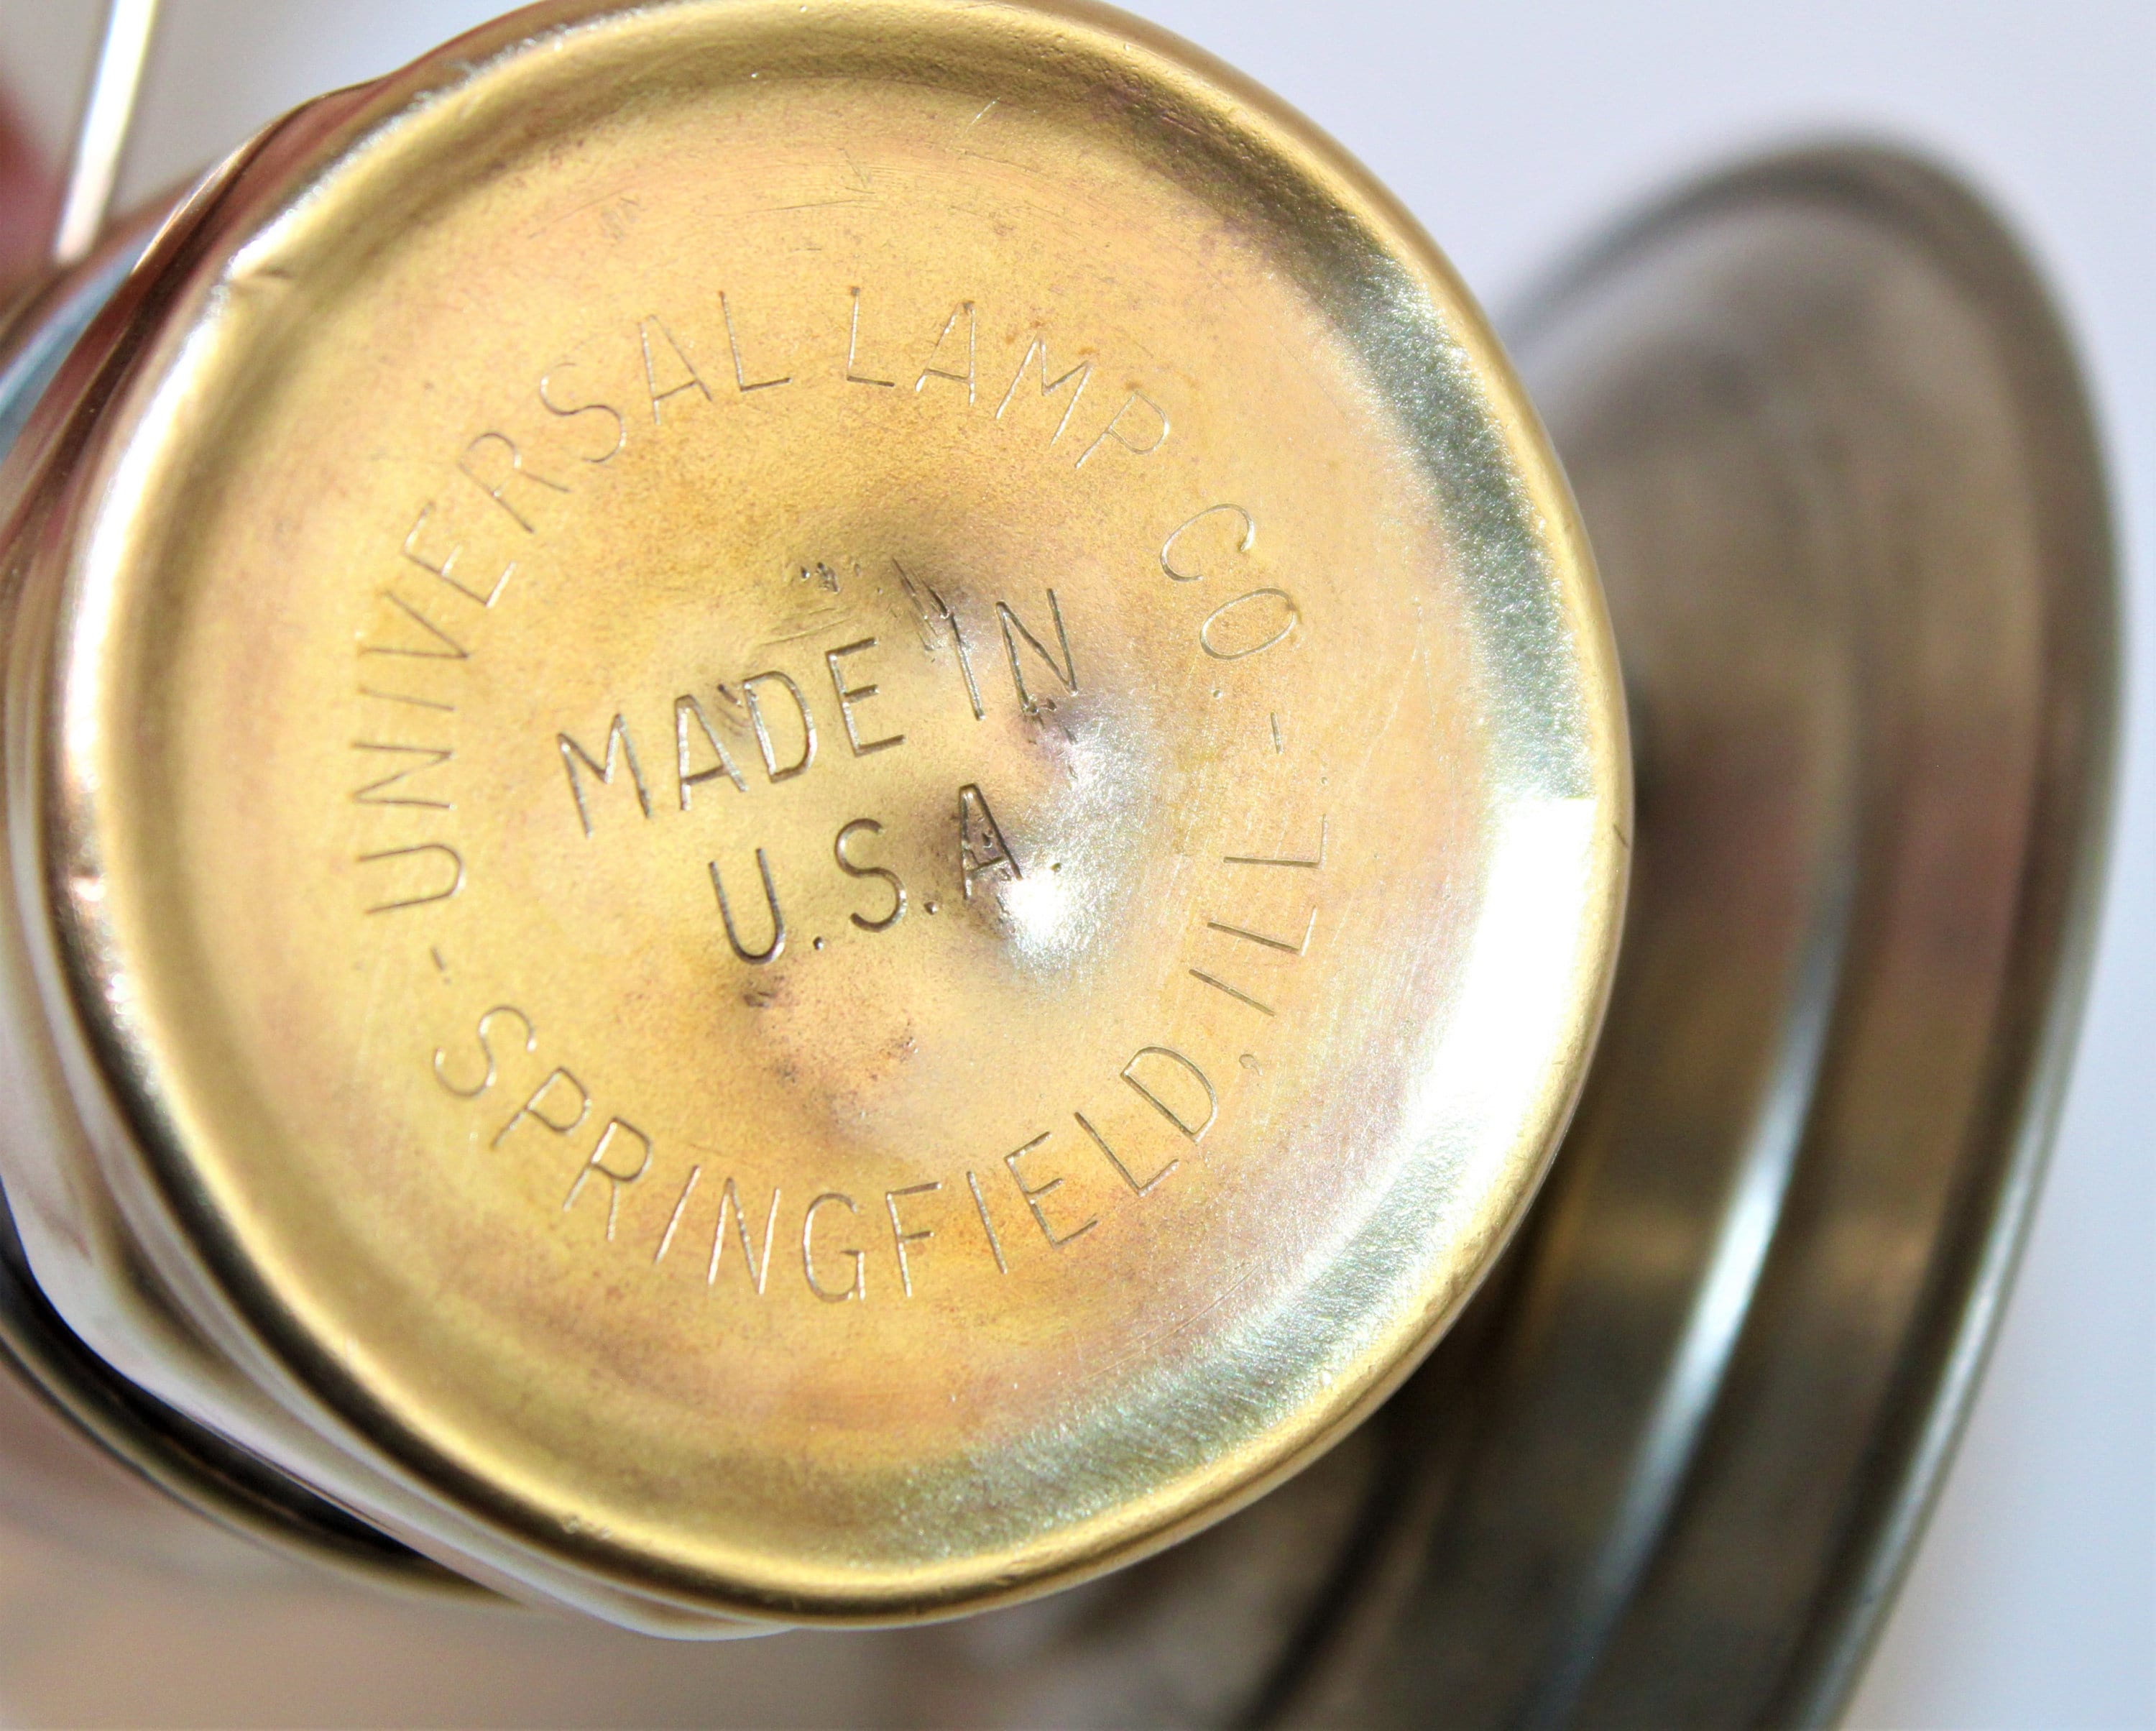 UNIVERSAL LAMP CO. -
MADE IN
U.S.A.
- SPRINGFIELD, ILL.